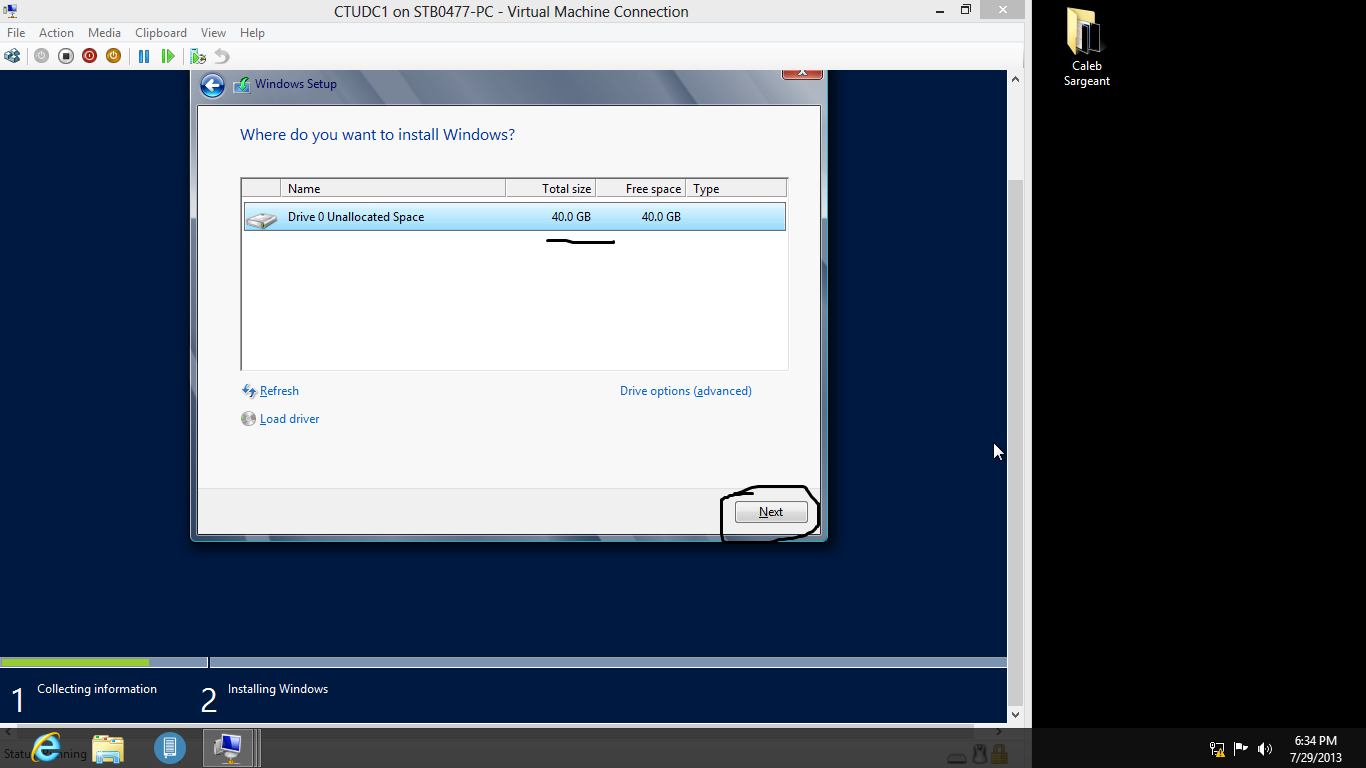 CTUDC1 on STB0477-PC - Virtual Machine Connection
File Action Media Clipboard View Help
Caleb
Sargeant
Windows Setup
Where do you want to install Windows?
Name Total size Free space Type
Drive 0 Unallocated Space 40.0 GB 40.0 GB
Refresh Drive options (advanced)
Load driver
Next
1 Collecting information 2 Installing Windows
6:34 PM
7/29/2013